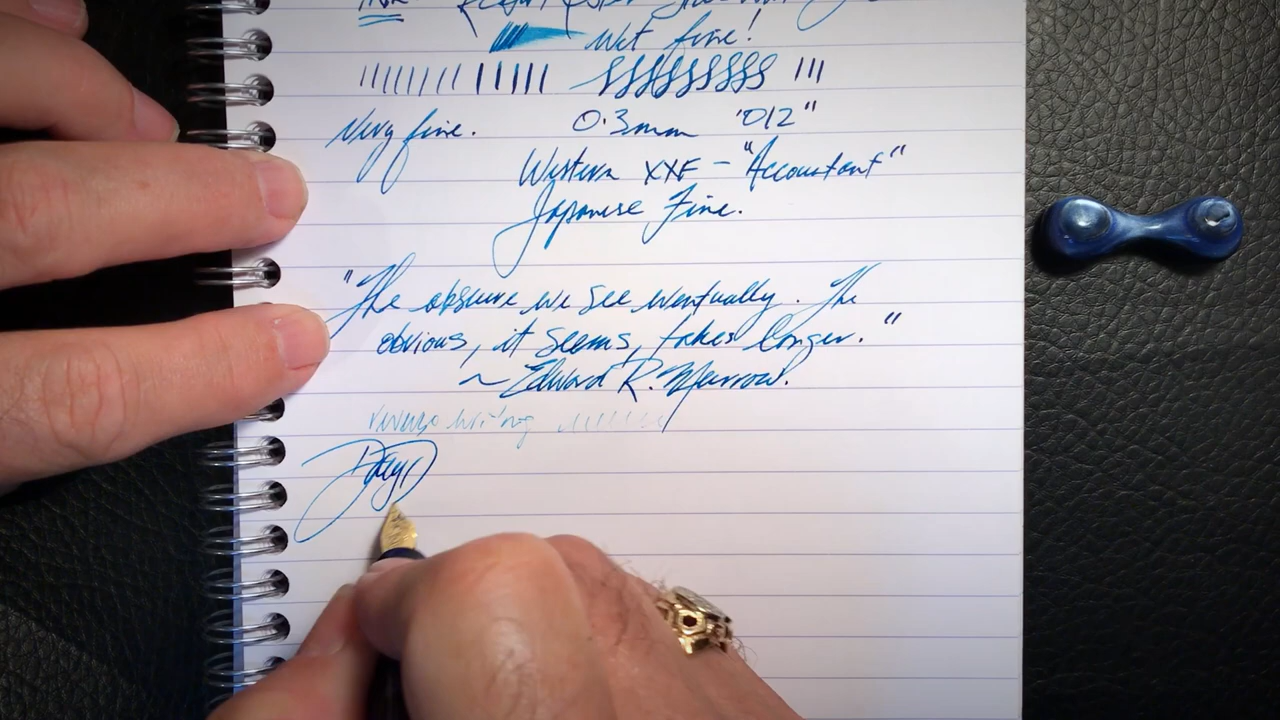 Ink -
Wet fine!
Very fine. 0.3mm "012"
Western XXF - "Accountant"
Japanese Fine.
"The obscure we see eventually. The
obvious, it seems, takes longer."
~ Edward R. Murrow.
reverse writing